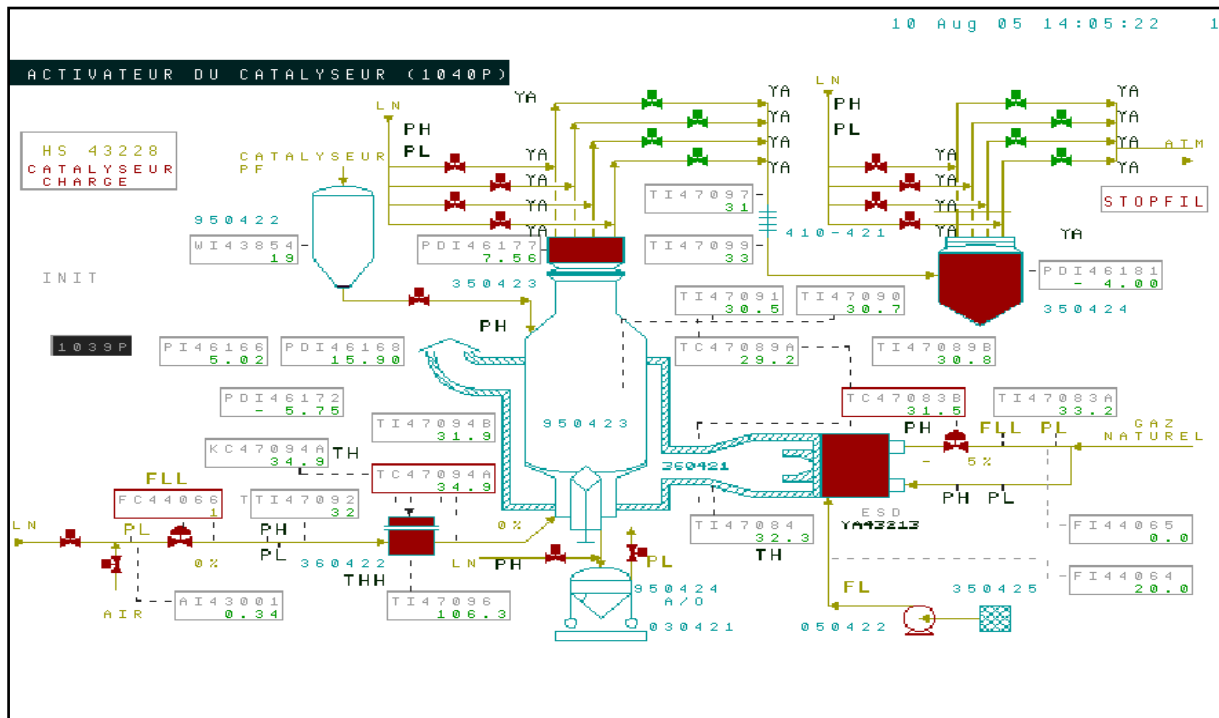 10 Aug 05 14:05:22 1
ACTIVATEUR DU CATALYSEUR (1040P)
LN
YA
YA
LN
YA
HS 43228
CATALYSEUR
CHARGE
CATALYSEUR
PF
PH
PL
YA
YA
PH
PL
YA
YA
ATM
YA
YA
YA
YA
YA
YA
TI47097
31
STOPFIL
950422
WI43854
19
YA
PDI46177
7.56
TI47099
33
410-421
YA
INIT
350423
TI47091
30.5
TI47090
30.7
PDI46181
- 4.00
350424
PH
1039P
PI46166
5.02
PDI46168
15.90
TC47089A
29.2
TI47089B
30.8
PDI46172
- 5.75
TI47094B
31.9
950423
TC47083B
31.5
TI47083A
33.2
KC47094A
34.9
TH
PH
FLL
PL
GAZ
NATUREL
FLL
TC47094A
34.9
360421
- 5%
FC44066
1
TTI47092
32
PH
PL
ESD
YA43213
LN
PL
PH
PL
0%
TI47084
32.3
TH
FI44065
0.0
0%
360422
THH
LN
PH
PL
FI44064
20.0
AIR
AI43001
0.34
TI47096
106.3
950424
A/O
030421
FL
350425
050422